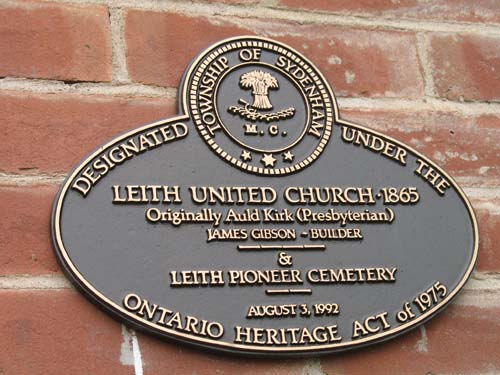 TOWNSHIP OF SYDENHAM
M.C.
DESIGNATED UNDER THE
LEITH UNITED CHURCH · 1865
Originally Auld Kirk (Presbyterian)
JAMES GIBSON ~ BUILDER
&
LEITH PIONEER CEMETERY
AUGUST 3, 1992
ONTARIO HERITAGE ACT of 1975